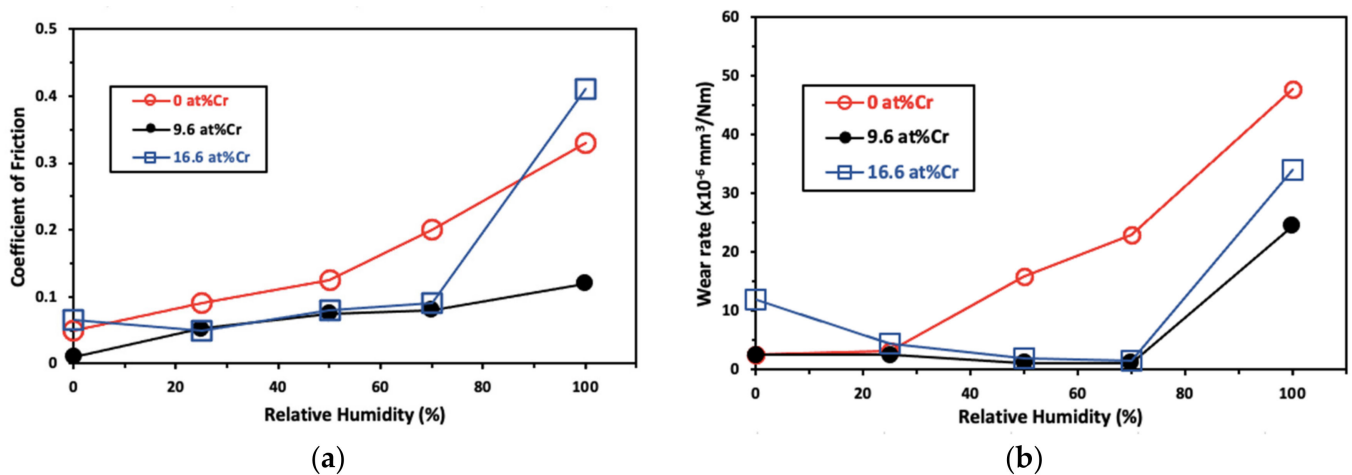 0.5
0.4
0.3
0.2
0.1
0
Coefficient of Friction
0 at%Cr
9.6 at%Cr
16.6 at%Cr
0 20 40 60 80 100
Relative Humidity (%)
(a)
60
50
40
30
20
10
0
Wear rate (x10⁻⁶ mm³/Nm)
0 at%Cr
9.6 at%Cr
16.6 at%Cr
0 20 40 60 80 100
Relative Humidity (%)
(b)